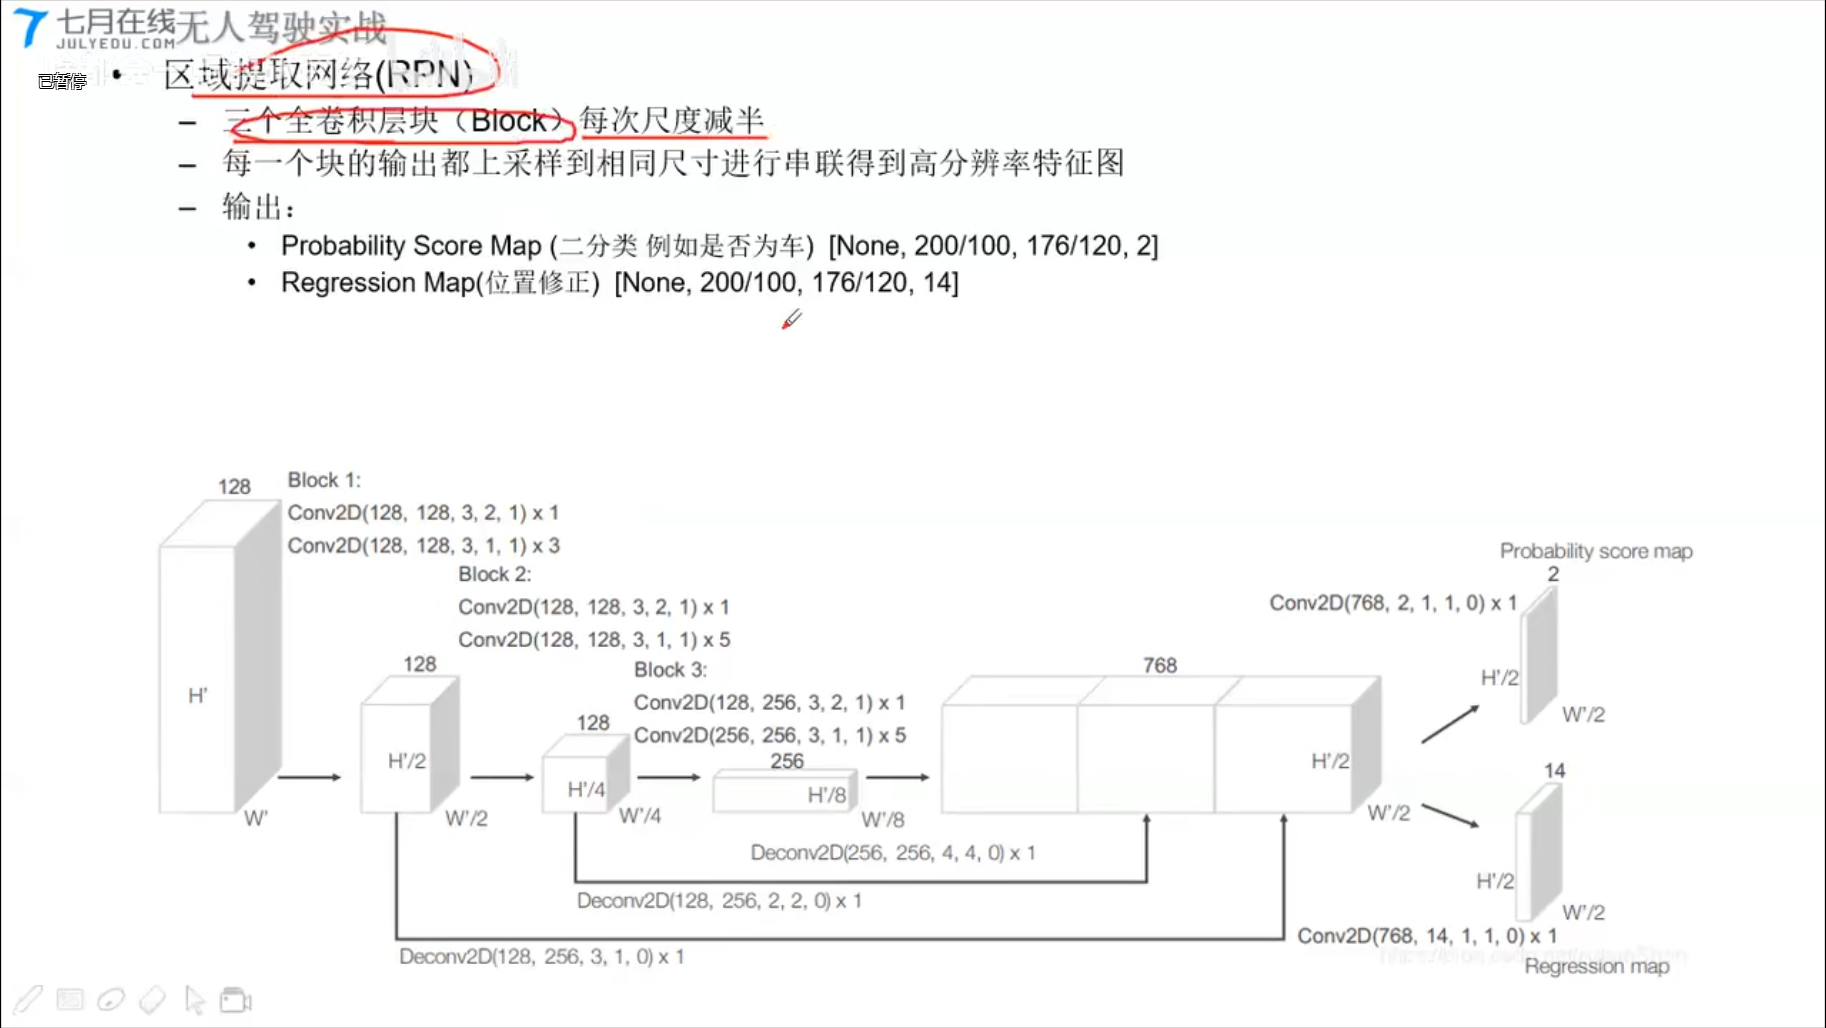 七月在线
JULYEDU.COM
无人驾驶实战
已暂停
• 区域提取网络(RPN)
– 三个全卷积层块（Block）每次尺度减半
– 每一个块的输出都上采样到相同尺寸进行串联得到高分辨率特征图
– 输出：
• Probability Score Map (二分类 例如是否为车) [None, 200/100, 176/120, 2]
• Regression Map(位置修正) [None, 200/100, 176/120, 14]
128
Block 1:
Conv2D(128, 128, 3, 2, 1) x 1
Conv2D(128, 128, 3, 1, 1) x 3
Block 2:
Conv2D(128, 128, 3, 2, 1) x 1
Conv2D(128, 128, 3, 1, 1) x 5
Block 3:
Conv2D(128, 256, 3, 2, 1) x 1
Conv2D(256, 256, 3, 1, 1) x 5
H'
W'
128
H'/2
W'/2
128
H'/4
W'/4
256
H'/8
W'/8
768
H'/2
W'/2
Deconv2D(256, 256, 4, 4, 0) x 1
Deconv2D(128, 256, 2, 2, 0) x 1
Deconv2D(128, 256, 3, 1, 0) x 1
Probability score map
2
Conv2D(768, 2, 1, 1, 0) x 1
H'/2
W'/2
14
H'/2
W'/2
Conv2D(768, 14, 1, 1, 0) x 1
Regression map